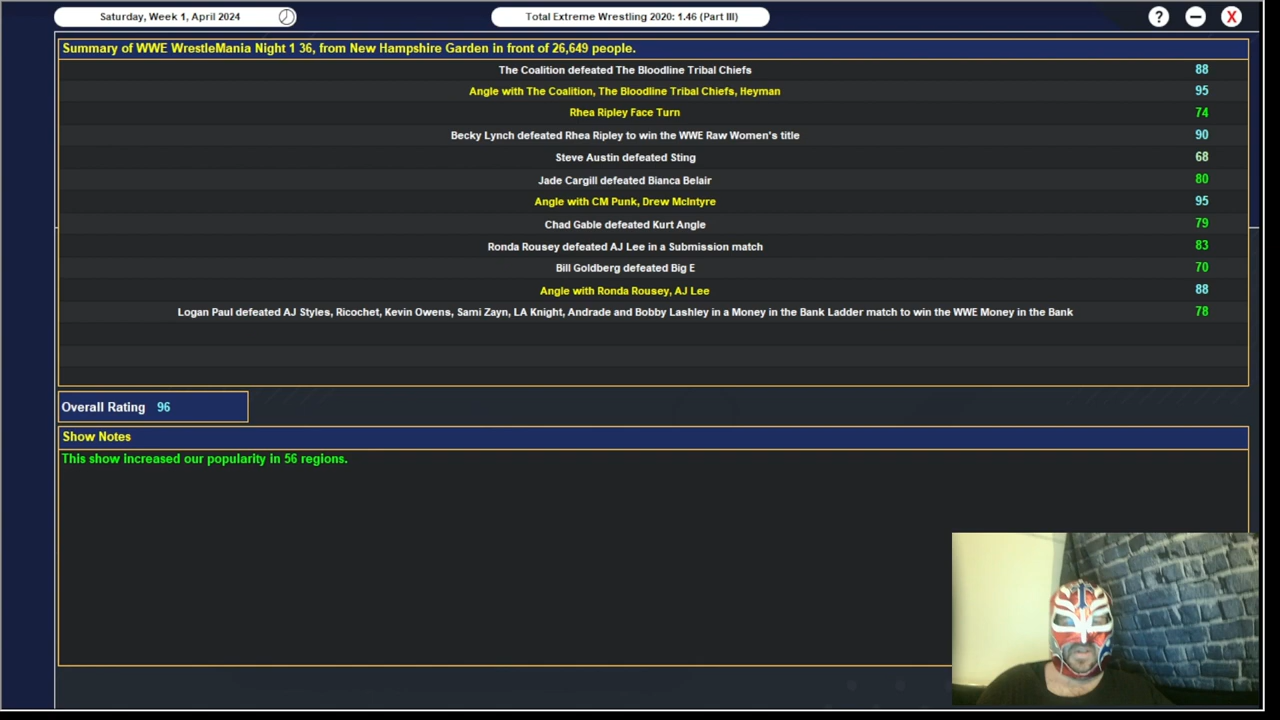 Saturday, Week 1, April 2024
Total Extreme Wrestling 2020: 1.46 (Part III)
?
X
Summary of WWE WrestleMania Night 1 36, from New Hampshire Garden in front of 26,649 people.
The Coalition defeated The Bloodline Tribal Chiefs 88
Angle with The Coalition, The Bloodline Tribal Chiefs, Heyman 95
Rhea Ripley Face Turn 74
Becky Lynch defeated Rhea Ripley to win the WWE Raw Women's title 90
Steve Austin defeated Sting 68
Jade Cargill defeated Bianca Belair 80
Angle with CM Punk, Drew McIntyre 95
Chad Gable defeated Kurt Angle 79
Ronda Rousey defeated AJ Lee in a Submission match 83
Bill Goldberg defeated Big E 70
Angle with Ronda Rousey, AJ Lee 88
Logan Paul defeated AJ Styles, Ricochet, Kevin Owens, Sami Zayn, LA Knight, Andrade and Bobby Lashley in a Money in the Bank Ladder match to win the WWE Money in the Bank 78
Overall Rating 96
Show Notes
This show increased our popularity in 56 regions.